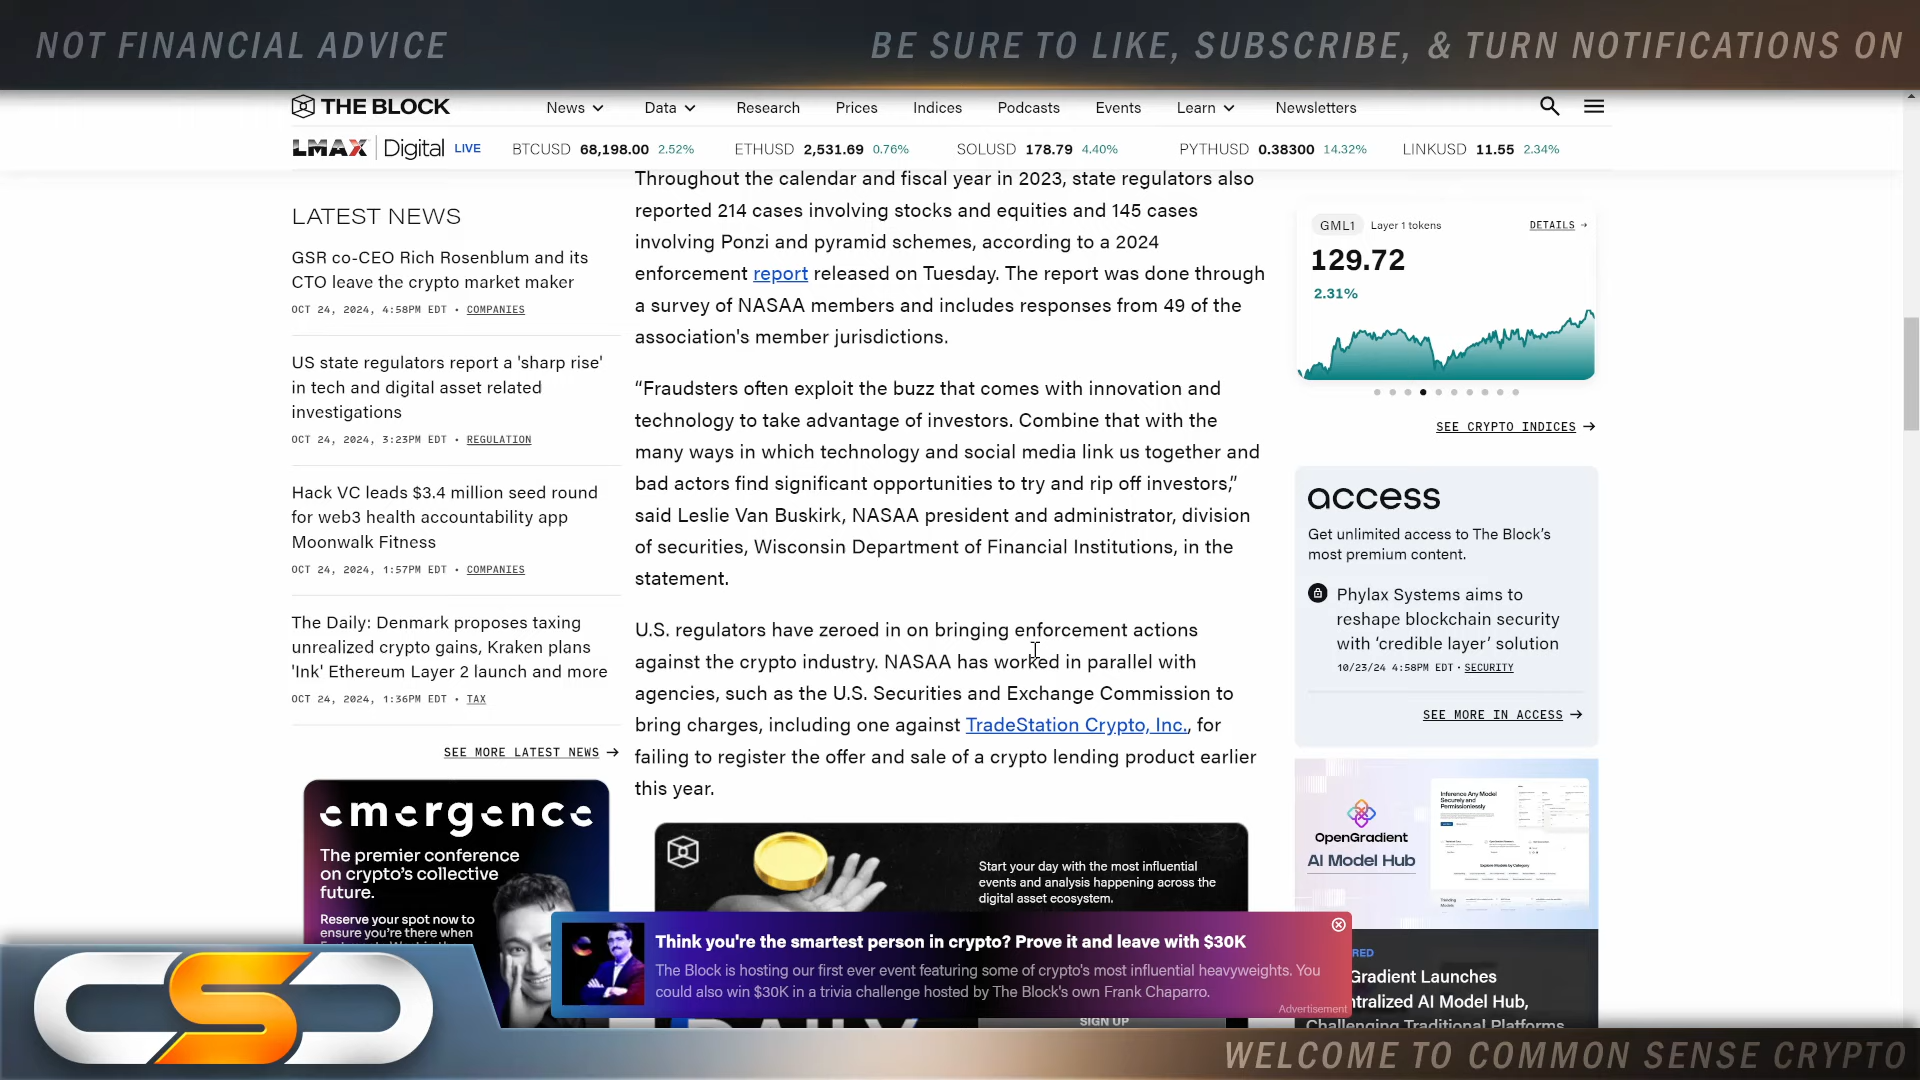 NOT FINANCIAL ADVICE
BE SURE TO LIKE, SUBSCRIBE, & TURN NOTIFICATIONS ON
THE BLOCK
News
Data
Research
Prices
Indices
Podcasts
Events
Learn
Newsletters
LMAX Digital LIVE
BTCUSD 68,198.00 2.52%
ETHUSD 2,531.69 0.76%
SOLUSD 178.79 4.40%
PYTHUSD 0.38300 14.32%
LINKUSD 11.55 2.34%
LATEST NEWS
GSR co-CEO Rich Rosenblum and its
CTO leave the crypto market maker
OCT 24, 2024, 4:58PM EDT • COMPANIES
US state regulators report a 'sharp rise'
in tech and digital asset related
investigations
OCT 24, 2024, 3:23PM EDT • REGULATION
Hack VC leads $3.4 million seed round
for web3 health accountability app
Moonwalk Fitness
OCT 24, 2024, 1:57PM EDT • COMPANIES
The Daily: Denmark proposes taxing
unrealized crypto gains, Kraken plans
'Ink' Ethereum Layer 2 launch and more
OCT 24, 2024, 1:36PM EDT • TAX
SEE MORE LATEST NEWS →
emergence
The premier conference
on crypto's collective
future.
Reserve your spot now to
ensure you're there when
Throughout the calendar and fiscal year in 2023, state regulators also
reported 214 cases involving stocks and equities and 145 cases
involving Ponzi and pyramid schemes, according to a 2024
enforcement report released on Tuesday. The report was done through
a survey of NASAA members and includes responses from 49 of the
association's member jurisdictions.
“Fraudsters often exploit the buzz that comes with innovation and
technology to take advantage of investors. Combine that with the
many ways in which technology and social media link us together and
bad actors find significant opportunities to try and rip off investors,”
said Leslie Van Buskirk, NASAA president and administrator, division
of securities, Wisconsin Department of Financial Institutions, in the
statement.
U.S. regulators have zeroed in on bringing enforcement actions
against the crypto industry. NASAA has worked in parallel with
agencies, such as the U.S. Securities and Exchange Commission to
bring charges, including one against TradeStation Crypto, Inc., for
failing to register the offer and sale of a crypto lending product earlier
this year.
Start your day with the most influential
events and analysis happening across the
digital asset ecosystem.
SIGN UP
Think you're the smartest person in crypto? Prove it and leave with $30K
The Block is hosting our first ever event featuring some of crypto's most influential heavyweights. You
could also win $30K in a trivia challenge hosted by The Block's own Frank Chaparro.
Advertisement
GML1 Layer 1 tokens DETAILS →
129.72
2.31%
SEE CRYPTO INDICES →
access
Get unlimited access to The Block's
most premium content.
Phylax Systems aims to
reshape blockchain security
with ‘credible layer’ solution
10/23/24 4:58PM EDT • SECURITY
SEE MORE IN ACCESS →
OpenGradient
AI Model Hub
Inference Any Model
Securely and
Permissionlessly
Gradient Launches
ntralized AI Model Hub,
Challenging Traditional Platforms
CSC
WELCOME TO COMMON SENSE CRYPTO